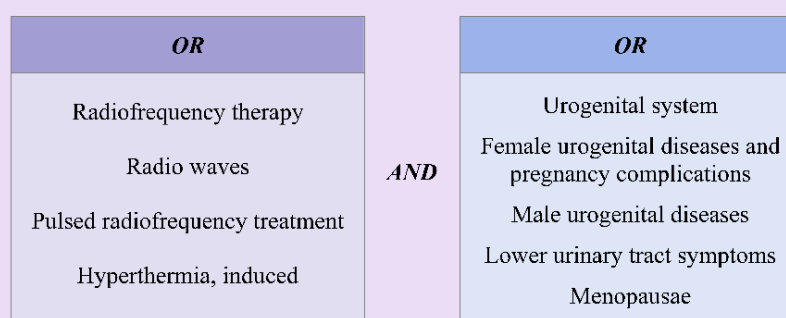 OR
Radiofrequency therapy
Radio waves
Pulsed radiofrequency treatment
Hyperthermia, induced
AND
OR
Urogenital system
Female urogenital diseases and
pregnancy complications
Male urogenital diseases
Lower urinary tract symptoms
Menopausae